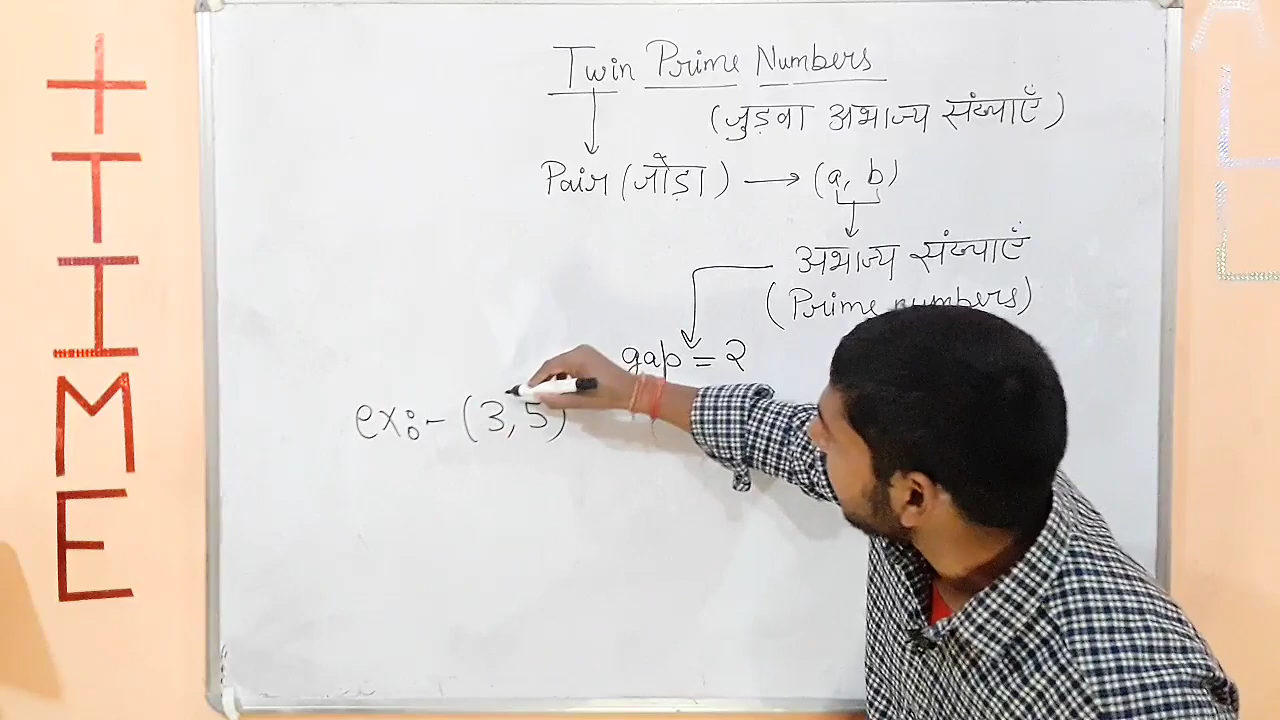 +TIME
Twin Prime Numbers
(जुड़वा अभाज्य संख्याएँ)
Pair (जोड़ा) → (a, b)
अभाज्य संख्याएँ
(Prime numbers)
gap = 2
ex:- (3, 5)